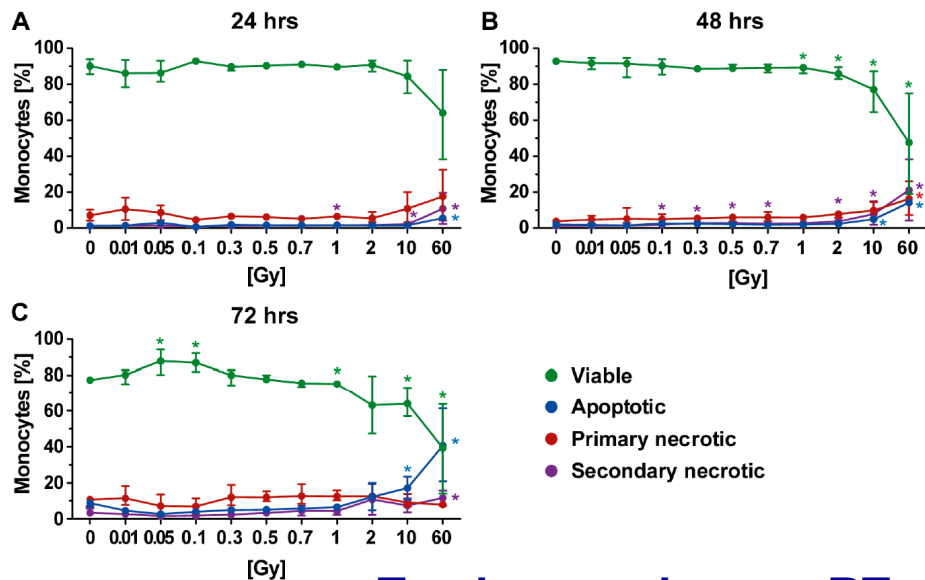 A
24 hrs
Monocytes [%]
100
80
60
40
20
0
0 0.01 0.05 0.1 0.3 0.5 0.7 1 2 10 60
[Gy]
* * * *
B
48 hrs
Monocytes [%]
100
80
60
40
20
0
0 0.01 0.05 0.1 0.3 0.5 0.7 1 2 10 60
[Gy]
* * * *
* * * * * * * * * *
C
72 hrs
Monocytes [%]
100
80
60
40
20
0
0 0.01 0.05 0.1 0.3 0.5 0.7 1 2 10 60
[Gy]
* * * * *
* * *
Viable
Apoptotic
Primary necrotic
Secondary necrotic